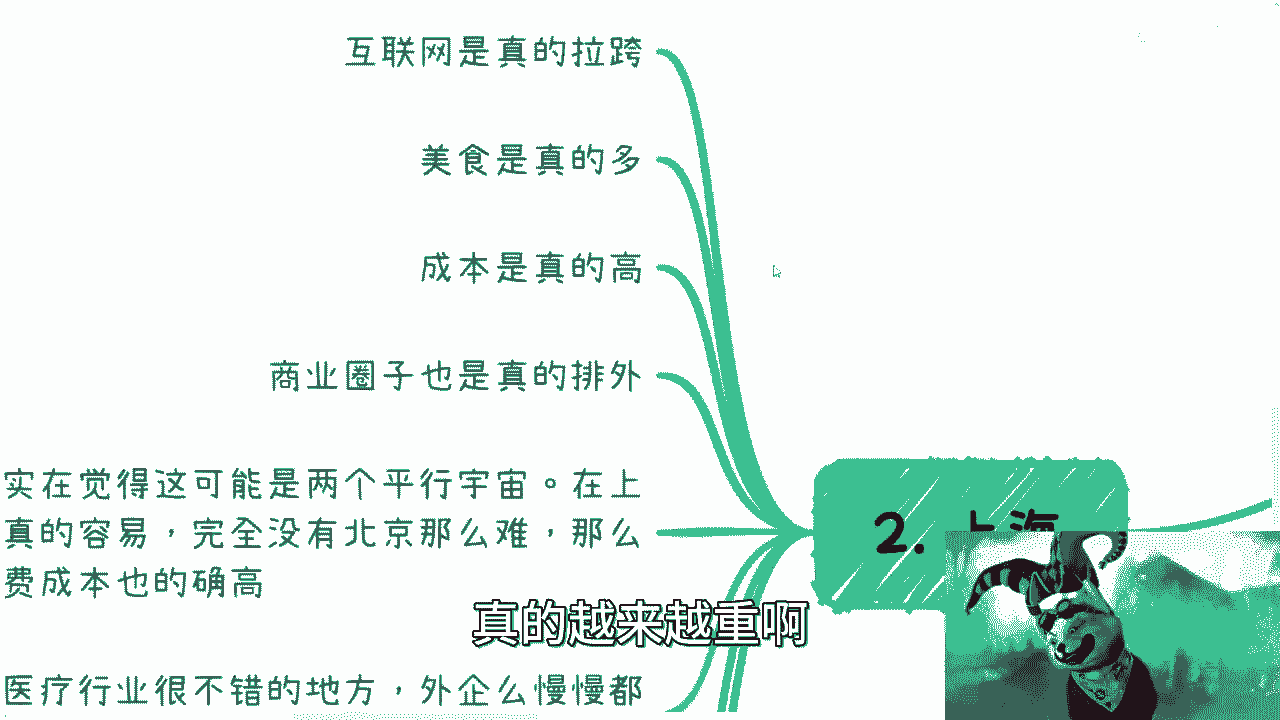 互联网是真的拉跨
美食是真的多
成本是真的高
商业圈子也是真的排外
实在觉得这可能是两个平行宇宙。在上
真的容易，完全没有北京那么难，那么
费成本也的确高
医疗行业很不错的地方，外企么慢慢都
2. 上海
真的越来越重啊